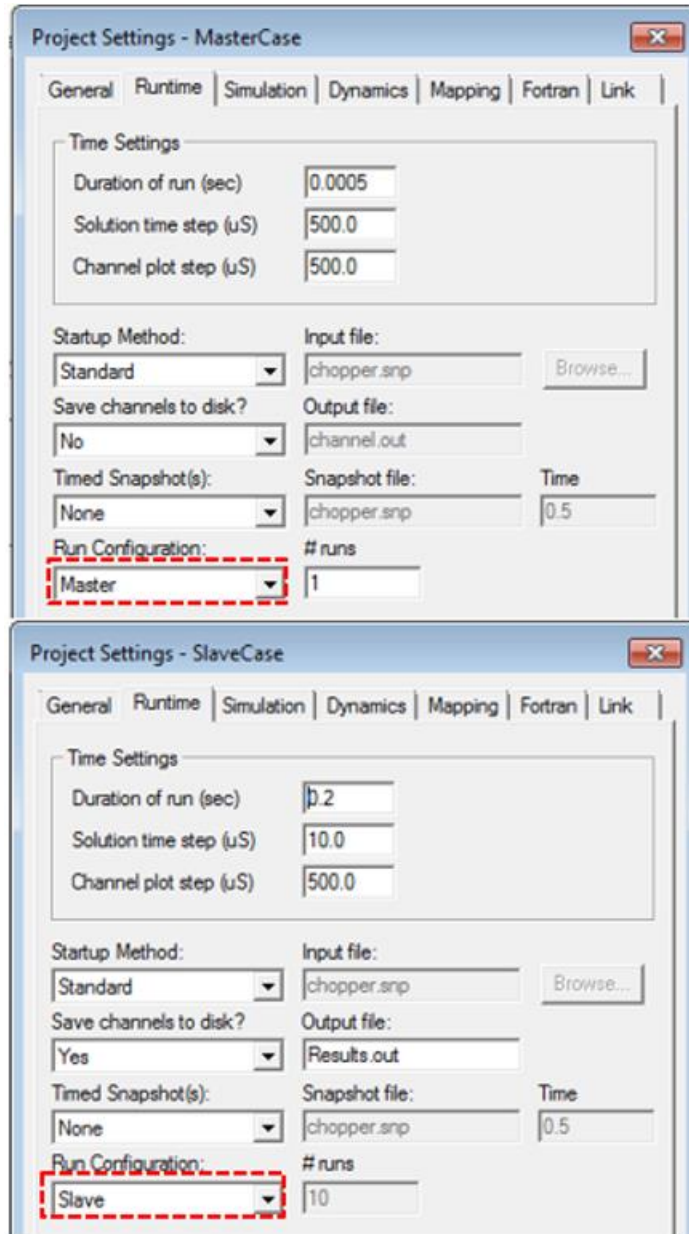 Project Settings - MasterCase
General Runtime Simulation Dynamics Mapping Fortran Link
Time Settings
Duration of run (sec) 0.0005
Solution time step (uS) 500.0
Channel plot step (uS) 500.0
Startup Method: Input file:
Standard chopper.snp Browse...
Save channels to disk? Output file:
No channel.out
Timed Snapshot(s): Snapshot file: Time
None chopper.snp 0.5
Run Configuration: # runs
Master 1
Project Settings - SlaveCase
General Runtime Simulation Dynamics Mapping Fortran Link
Time Settings
Duration of run (sec) 0.2
Solution time step (uS) 10.0
Channel plot step (uS) 500.0
Startup Method: Input file:
Standard chopper.snp Browse...
Save channels to disk? Output file:
Yes Results.out
Timed Snapshot(s): Snapshot file: Time
None chopper.snp 0.5
Run Configuration: # runs
Slave 10